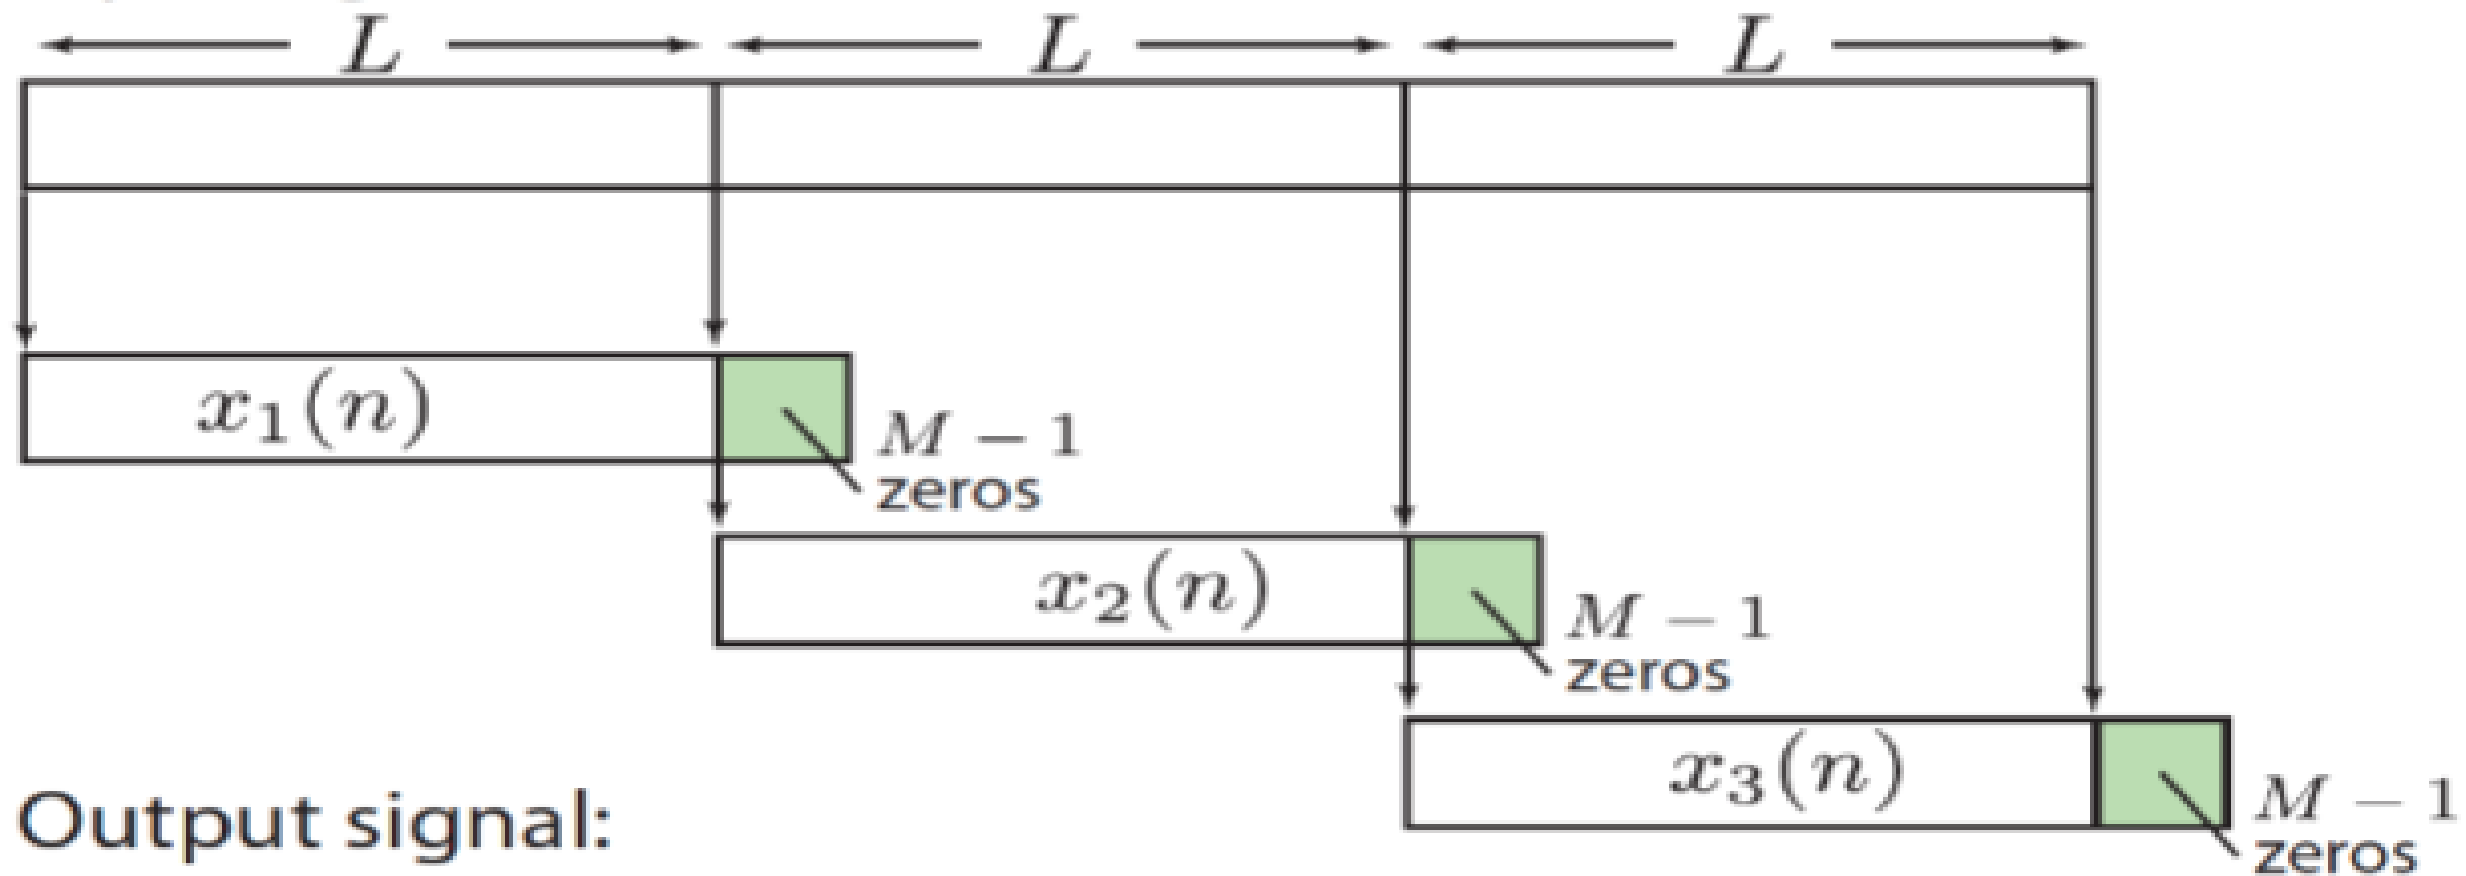 L L L
x₁(n)
M − 1
zeros
x₂(n)
M − 1
zeros
x₃(n)
M − 1
zeros
Output signal: